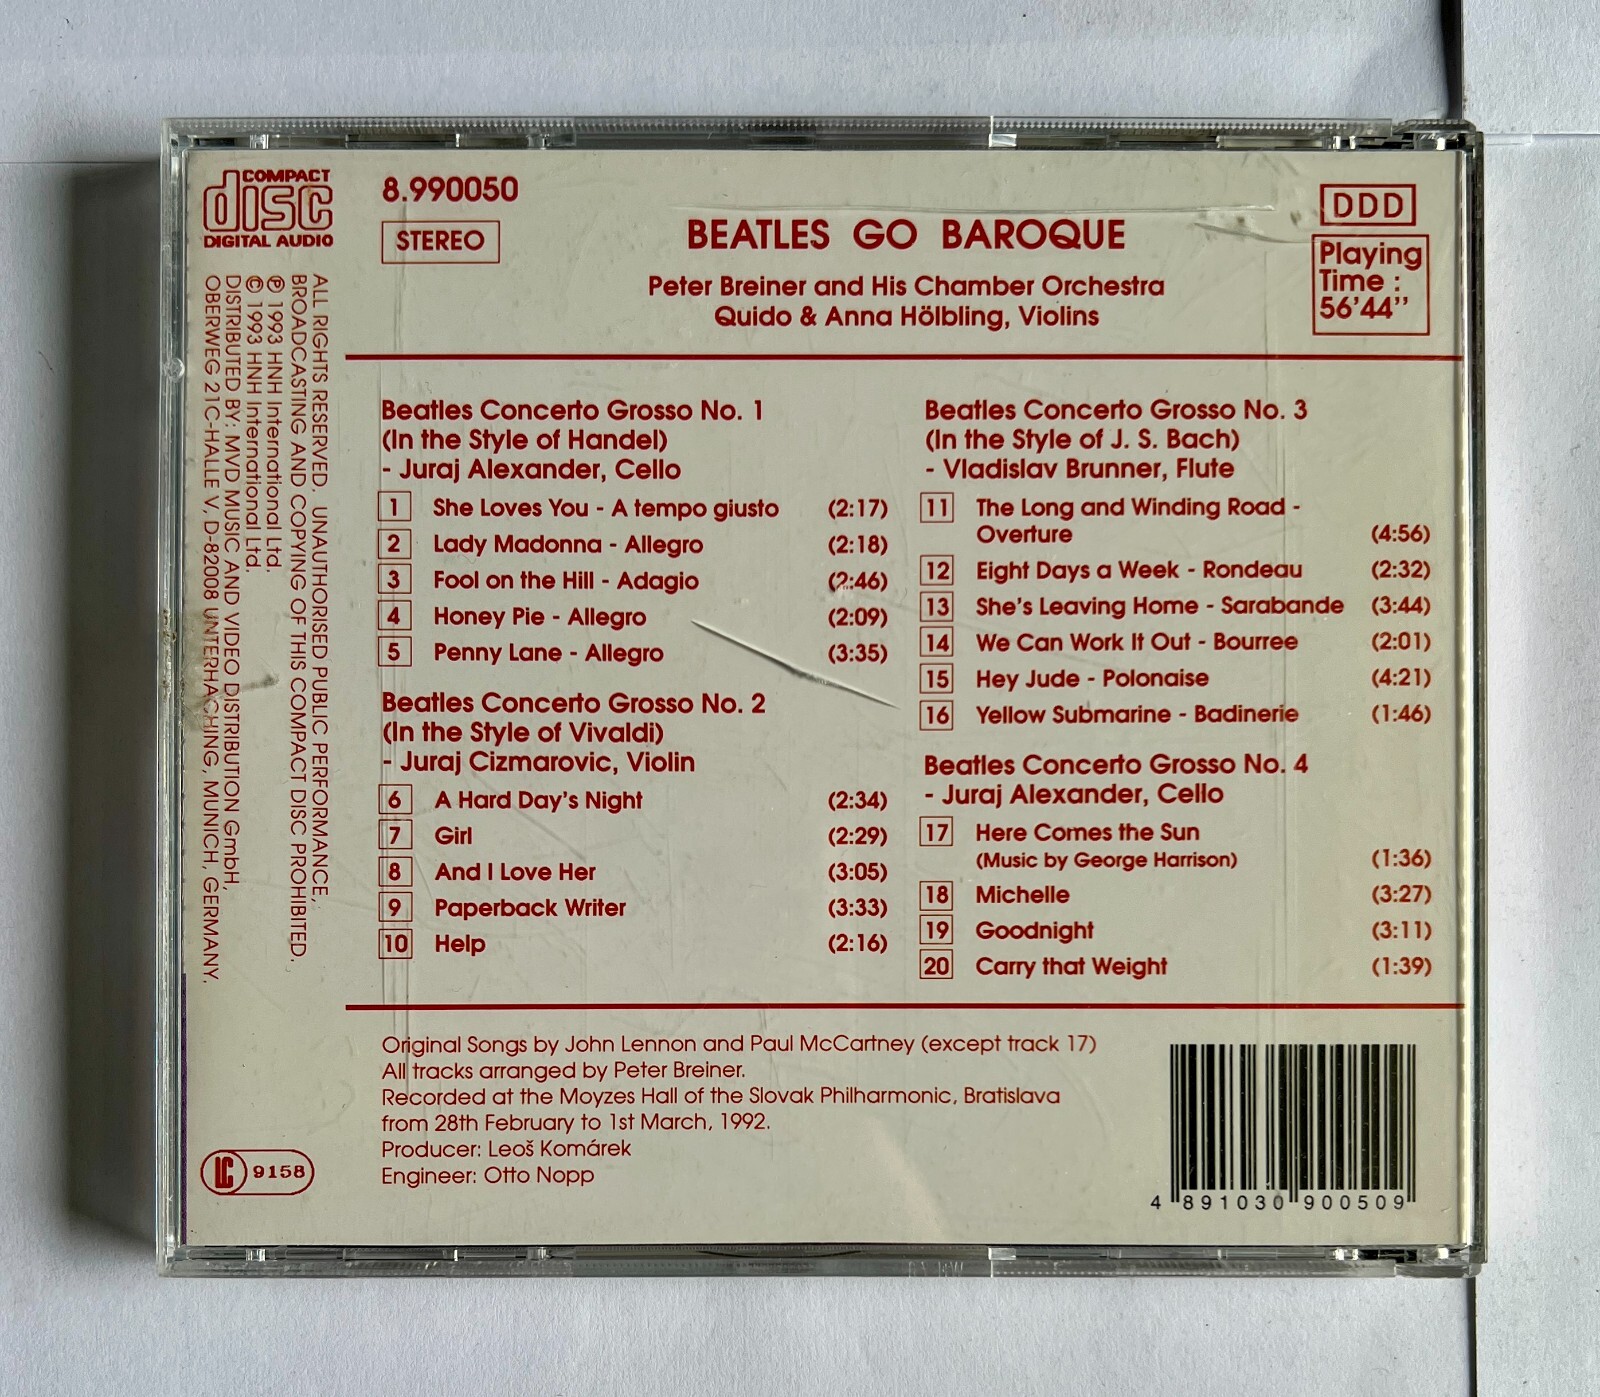 COMPACT
disc
DIGITAL AUDIO
8.990050
STEREO
BEATLES GO BAROQUE
Peter Breiner and His Chamber Orchestra
Quido & Anna Hölbling, Violins
DDD
Playing
Time :
56'44"
ALL RIGHTS RESERVED. UNAUTHORISED PUBLIC PERFORMANCE,
BROADCASTING AND COPYING OF THIS COMPACT DISC PROHIBITED.
℗ 1993 HNH International Ltd.
© 1993 HNH International Ltd.
DISTRIBUTED BY: MVD MUSIC AND VIDEO DISTRIBUTION GmbH,
OBERWEG 21C-HALLE V, D-82008 UNTERHACHING, MUNICH, GERMANY.
Beatles Concerto Grosso No. 1
(In the Style of Handel)
- Juraj Alexander, Cello
1 She Loves You - A tempo giusto (2:17)
2 Lady Madonna - Allegro (2:18)
3 Fool on the Hill - Adagio (2:46)
4 Honey Pie - Allegro (2:09)
5 Penny Lane - Allegro (3:35)
Beatles Concerto Grosso No. 2
(In the Style of Vivaldi)
- Juraj Cizmarovic, Violin
6 A Hard Day's Night (2:34)
7 Girl (2:29)
8 And I Love Her (3:05)
9 Paperback Writer (3:33)
10 Help (2:16)
Beatles Concerto Grosso No. 3
(In the Style of J. S. Bach)
- Vladislav Brunner, Flute
11 The Long and Winding Road -
Overture (4:56)
12 Eight Days a Week - Rondeau (2:32)
13 She's Leaving Home - Sarabande (3:44)
14 We Can Work It Out - Bourree (2:01)
15 Hey Jude - Polonaise (4:21)
16 Yellow Submarine - Badinerie (1:46)
Beatles Concerto Grosso No. 4
- Juraj Alexander, Cello
17 Here Comes the Sun
(Music by George Harrison) (1:36)
18 Michelle (3:27)
19 Goodnight (3:11)
20 Carry that Weight (1:39)
Original Songs by John Lennon and Paul McCartney (except track 17)
All tracks arranged by Peter Breiner.
Recorded at the Moyzes Hall of the Slovak Philharmonic, Bratislava
from 28th February to 1st March, 1992.
Producer: Leoš Komárek
Engineer: Otto Nopp
LC 9158
4 891030 900509